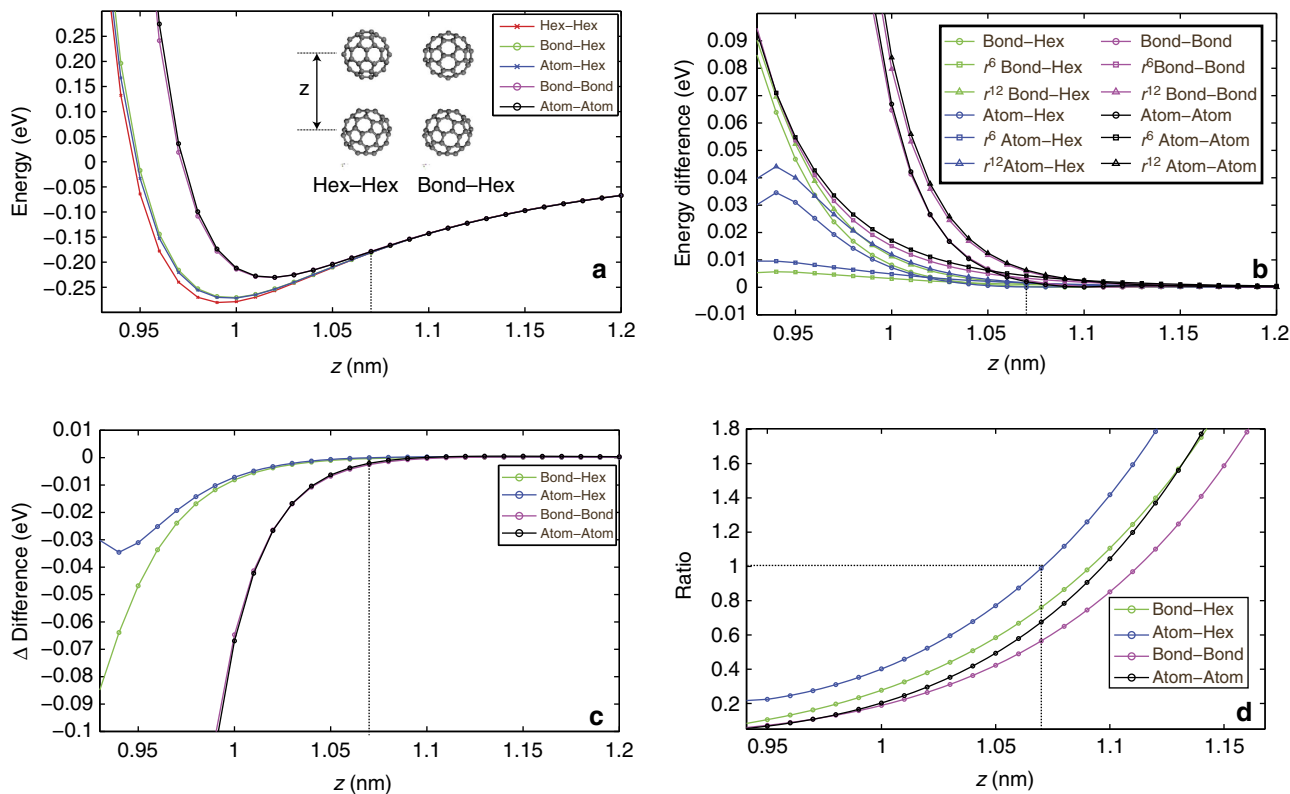 0.25
0.20
0.15
0.10
0.05
0
−0.05
−0.10
−0.15
−0.20
−0.25
Energy (eV)
Hex–Hex
Bond–Hex
Atom–Hex
Bond–Bond
Atom–Atom
z
Hex–Hex Bond–Hex
a
0.95 1 1.05 1.1 1.15 1.2
z (nm)
0.09
0.08
0.07
0.06
0.05
0.04
0.03
0.02
0.01
0
−0.01
Energy difference (eV)
Bond–Hex Bond–Bond
r⁶ Bond–Hex r⁶Bond–Bond
r¹² Bond–Hex r¹² Bond–Bond
Atom–Hex Atom–Atom
r⁶ Atom–Hex r⁶ Atom–Atom
r¹²Atom–Hex r¹² Atom–Atom
b
0.95 1 1.05 1.1 1.15 1.2
z (nm)
0.01
0
−0.01
−0.02
−0.03
−0.04
−0.05
−0.06
−0.07
−0.08
−0.09
−0.1
Δ Difference (eV)
Bond–Hex
Atom–Hex
Bond–Bond
Atom–Atom
c
0.95 1 1.05 1.1 1.15 1.2
z (nm)
1.8
1.6
1.4
1.2
1
0.8
0.6
0.4
0.2
Ratio
Bond–Hex
Atom–Hex
Bond–Bond
Atom–Atom
d
0.95 1 1.05 1.1 1.15
z (nm)